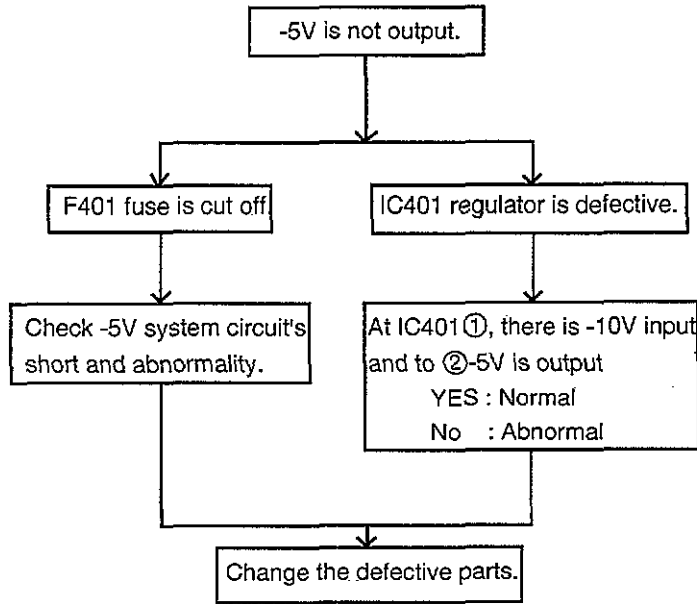 -5V is not output.
F401 fuse is cut off
IC401 regulator is defective.
Check -5V system circuit's
short and abnormality.
At IC401①, there is -10V input
and to ②-5V is output
YES : Normal
No : Abnormal
Change the defective parts.